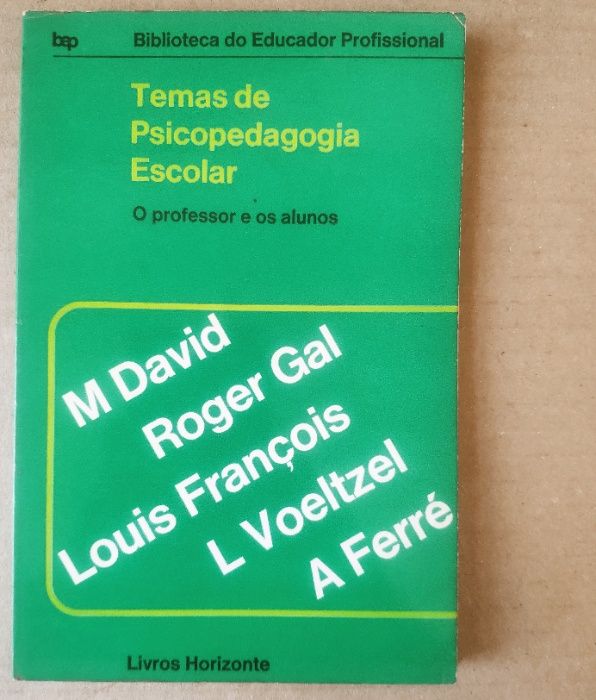 bep Biblioteca do Educador Profissional
Temas de
Psicopedagogia
Escolar
O professor e os alunos
M David
Roger Gal
Louis François
L Voeltzel
A Ferré
Livros Horizonte